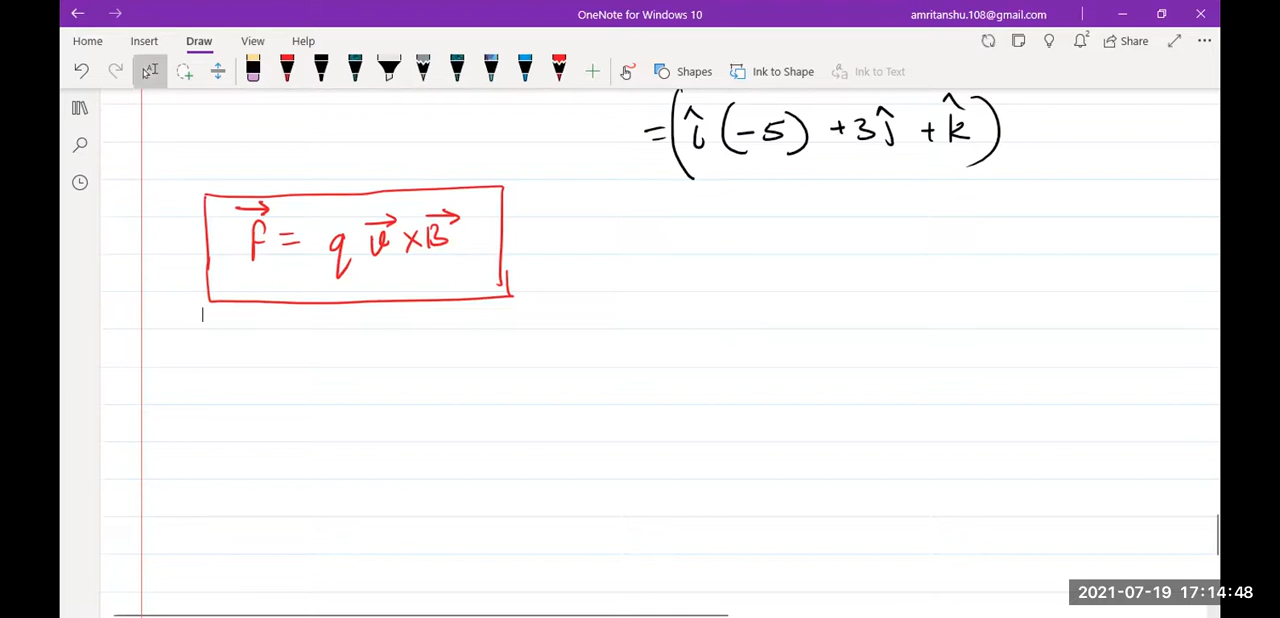 OneNote for Windows 10
amritanshu.108@gmail.com
Home Insert Draw View Help
2
Share
Shapes
Ink to Shape
Ink to Text
= (î (-5) + 3ĵ + k̂)
F⃗ = q v⃗ × B⃗
2021-07-19 17:14:48